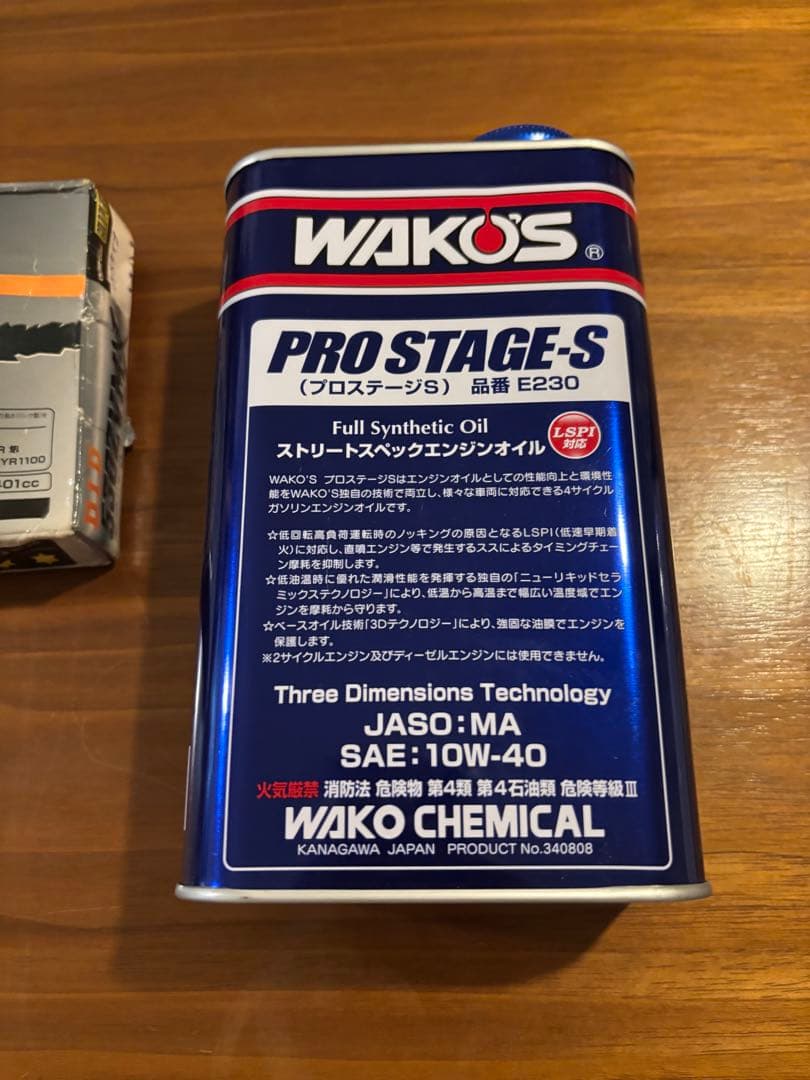 WAKO'S ®
PRO STAGE-S
(プロステージS) 品番 E230
Full Synthetic Oil
ストリートスペックエンジンオイル
LSPI
対応
WAKO'S プロステージSはエンジンオイルとしての性能向上と環境性
能をWAKO'S独自の技術で両立し、様々な車両に対応できる4サイクル
ガソリンエンジンオイルです。
☆低回転高負荷運転時のノッキングの原因となるLSPI(低速早期着
火)に対応し、直噴エンジン等で発生するススによるタイミングチェー
ン摩耗を抑制します。
☆低油温時に優れた潤滑性能を発揮する独自の「ニューリキッドセラ
ミックステクノロジー」により、低温から高温まで幅広い温度域でエン
ジンを摩耗から守ります。
☆ベースオイル技術「3Dテクノロジー」により、強固な油膜でエンジンを
保護します。
※2サイクルエンジン及びディーゼルエンジンには使用できません。
Three Dimensions Technology
JASO:MA
SAE:10W-40
火気厳禁 消防法 危険物 第4類 第4石油類 危険等級Ⅲ
WAKO CHEMICAL
KANAGAWA JAPAN PRODUCT No.340808
R 隼
YR1100
401cc
D.I.D